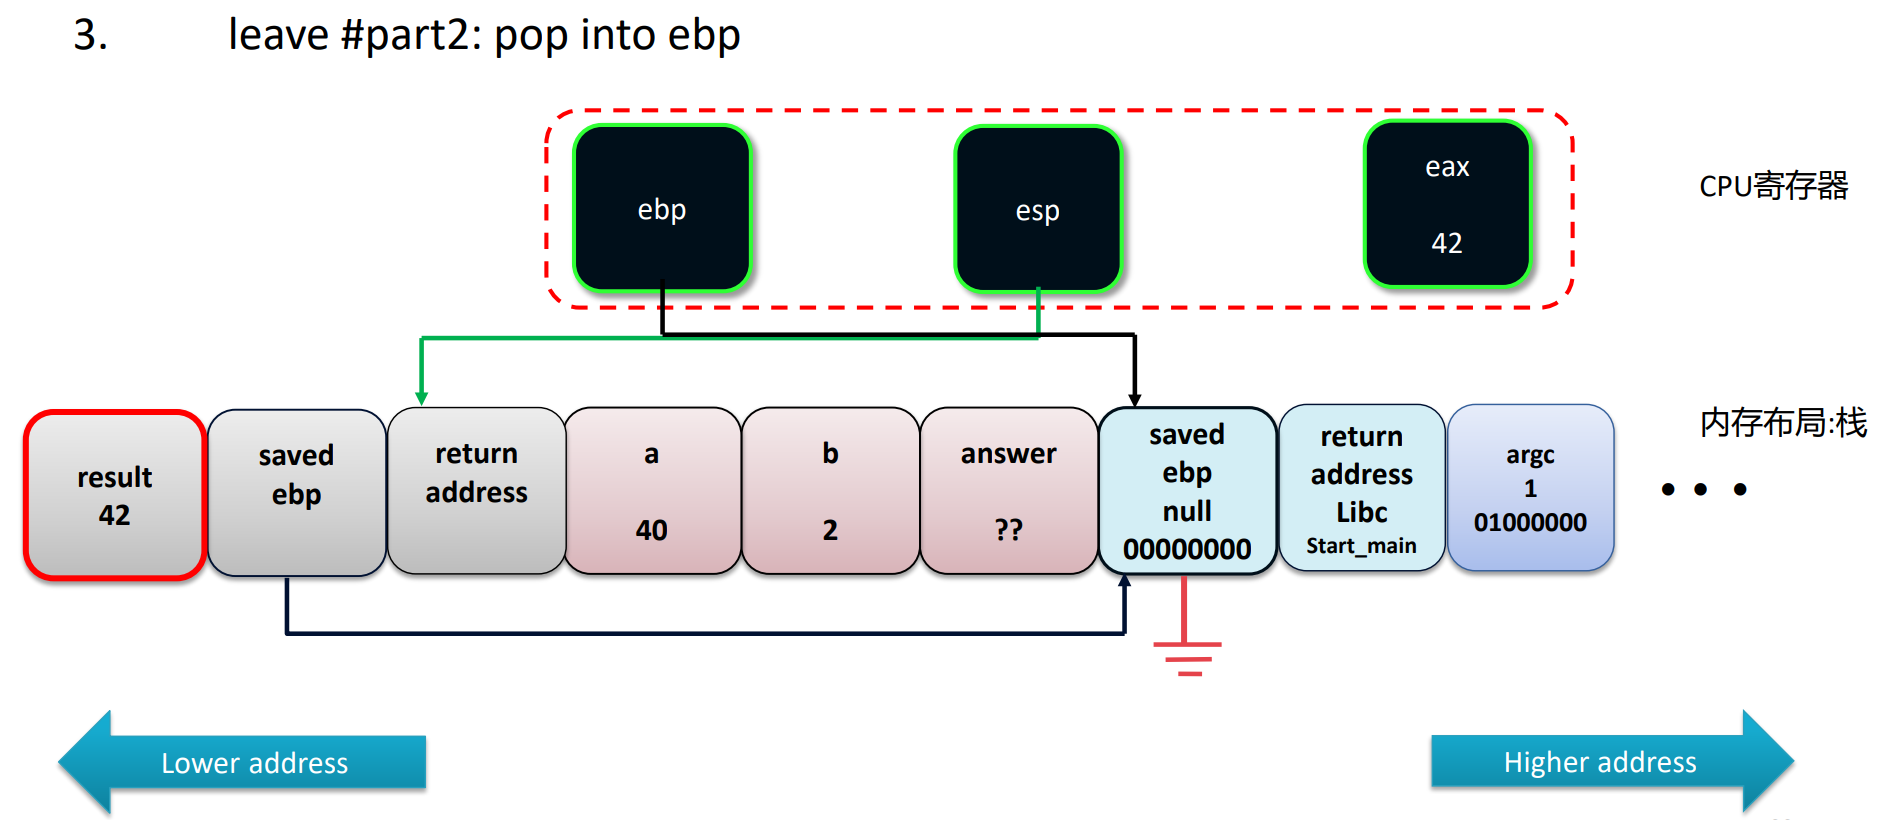 3. leave #part2: pop into ebp
ebp
esp
eax
42
CPU寄存器
result
42
saved
ebp
return
address
a
40
b
2
answer
??
saved
ebp
null
00000000
return
address
Libc
Start_main
argc
1
01000000
内存布局:栈
• • •
Lower address
Higher address